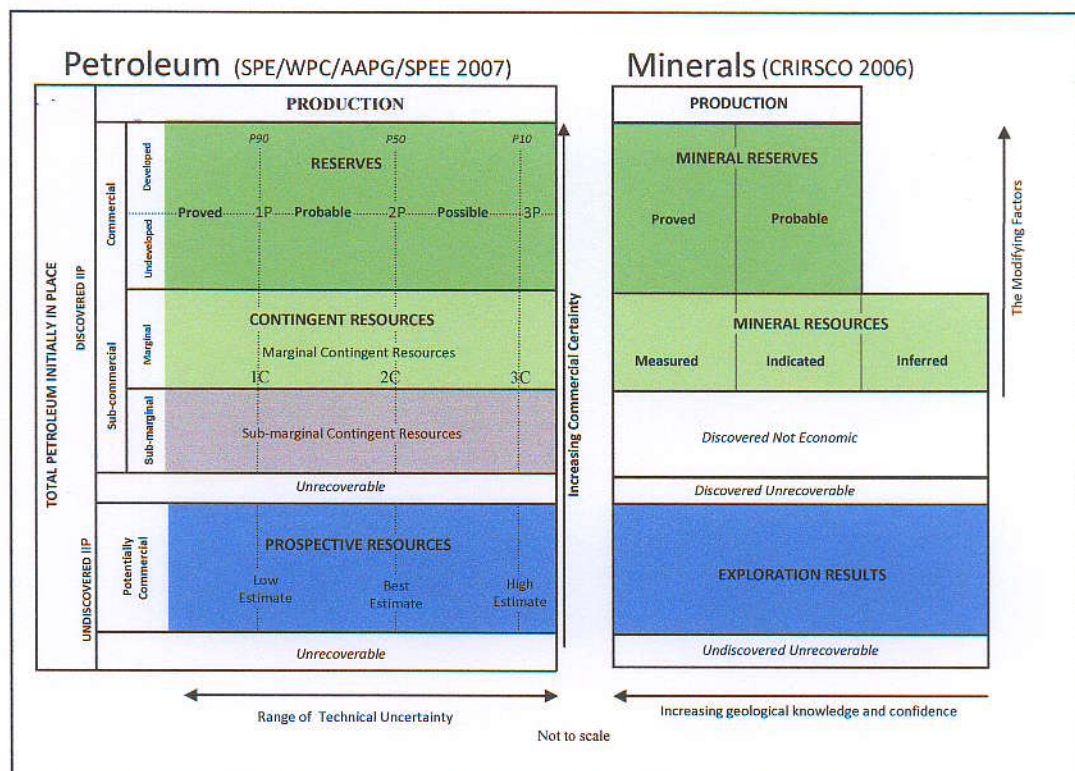 Petroleum (SPE/WPC/AAPG/SPEE 2007)
PRODUCTION
TOTAL PETROLEUM INITIALLY IN PLACE
DISCOVERED IIP
UNDISCOVERED IIP
Commercial
Sub-commercial
Developed
Undeveloped
Marginal
Sub-marginal
Potentially
Commercial
P90 P50 P10
RESERVES
Proved 1P Probable 2P Possible 3P
CONTINGENT RESOURCES
Marginal Contingent Resources
1C 2C 3C
Sub-marginal Contingent Resources
Unrecoverable
PROSPECTIVE RESOURCES
Low
Estimate
Best
Estimate
High
Estimate
Unrecoverable
Range of Technical Uncertainty
Increasing Commercial Certainty
Minerals (CRIRSCO 2006)
PRODUCTION
MINERAL RESERVES
Proved Probable
MINERAL RESOURCES
Measured Indicated Inferred
Discovered Not Economic
Discovered Unrecoverable
EXPLORATION RESULTS
Undiscovered Unrecoverable
Increasing geological knowledge and confidence
The Modifying Factors
Not to scale